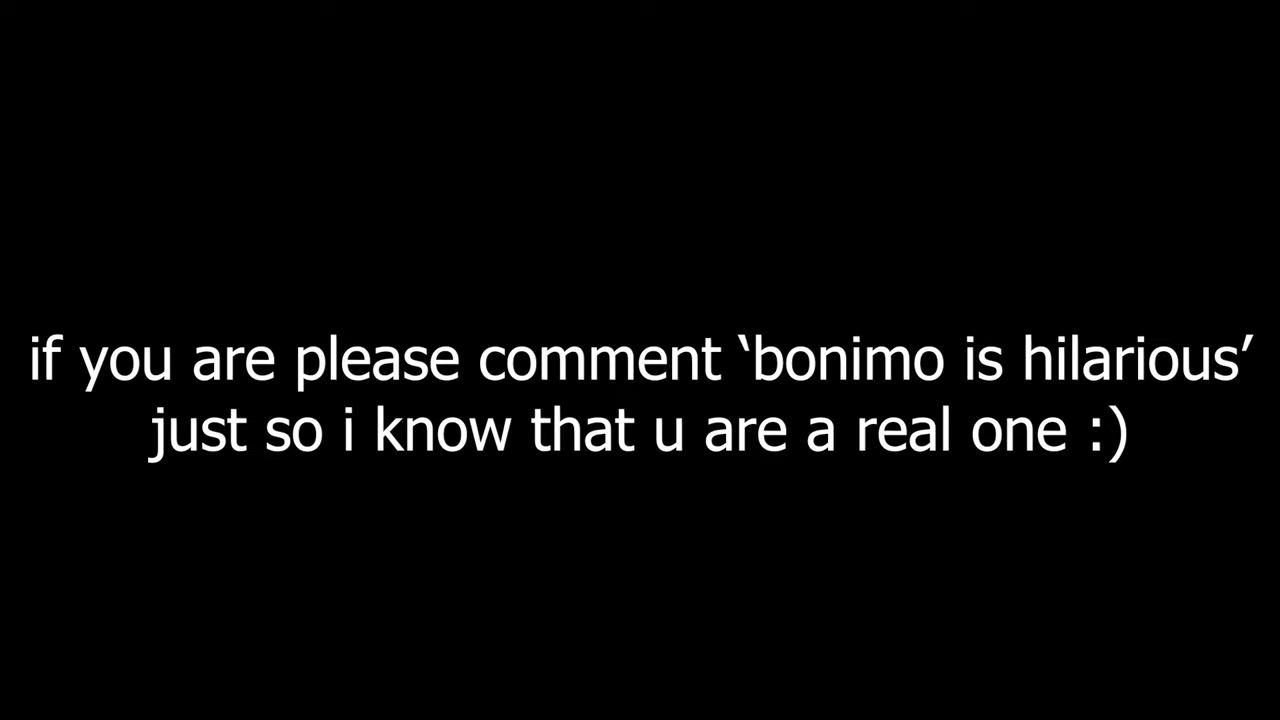 if you are please comment ‘bonimo is hilarious’
just so i know that u are a real one :)